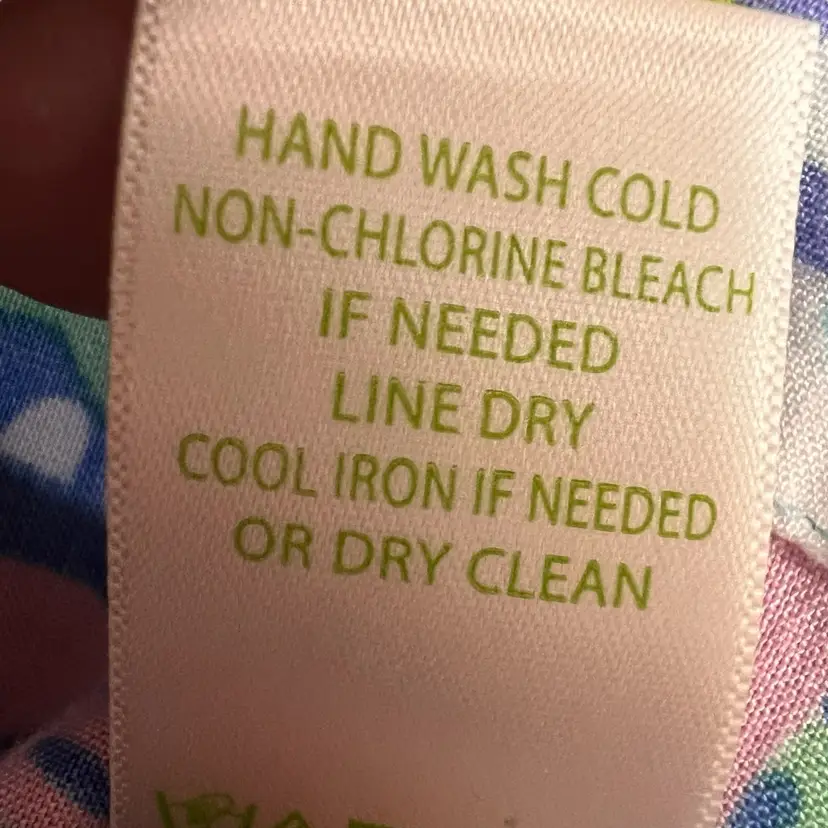 HAND WASH COLD
NON-CHLORINE BLEACH
IF NEEDED
LINE DRY
COOL IRON IF NEEDED
OR DRY CLEAN